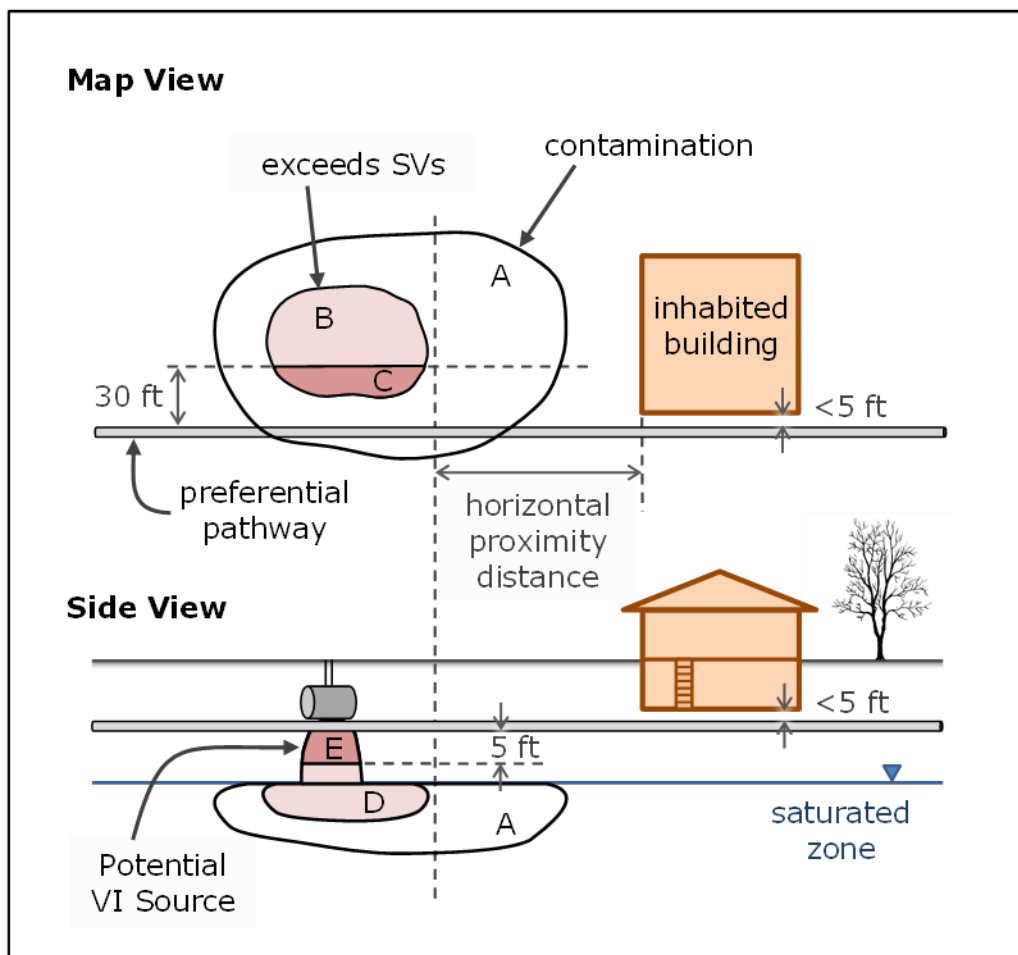 Map View
exceeds SVs
contamination
A
B
C
inhabited
building
30 ft
<5 ft
preferential
pathway
horizontal
proximity
distance
Side View
<5 ft
E
5 ft
D
A
saturated
zone
Potential
VI Source